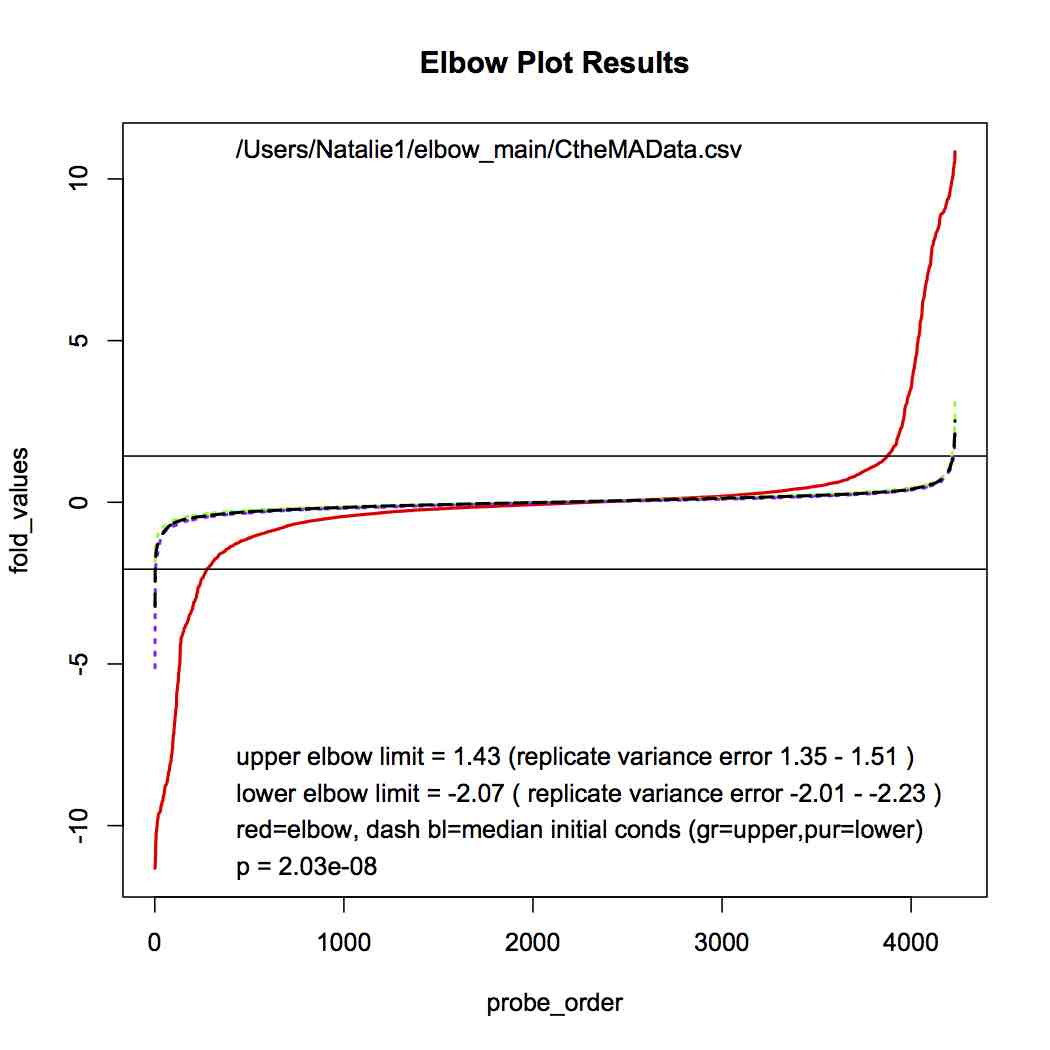 Elbow Plot Results
/Users/Natalie1/elbow_main/CtheMAData.csv
10
5
0
-5
-10
fold_values
upper elbow limit = 1.43 (replicate variance error 1.35 - 1.51 )
lower elbow limit = -2.07 ( replicate variance error -2.01 - -2.23 )
red=elbow, dash bl=median initial conds (gr=upper,pur=lower)
p = 2.03e-08
0 1000 2000 3000 4000
probe_order